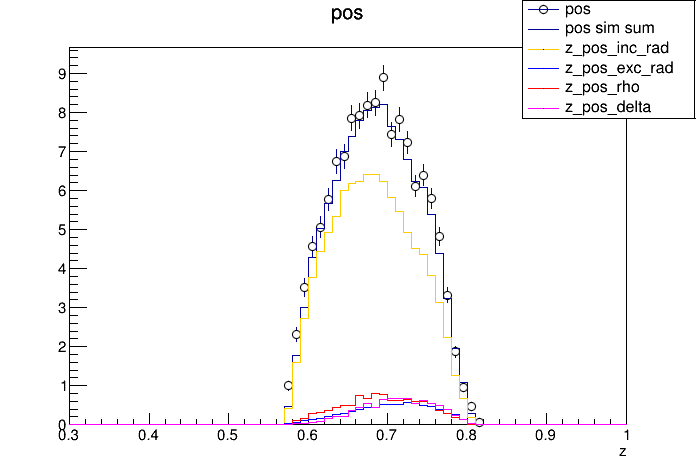 pos
pos
pos sim sum
z_pos_inc_rad
z_pos_exc_rad
z_pos_rho
z_pos_delta
9
8
7
6
5
4
3
2
1
0
0.3 0.4 0.5 0.6 0.7 0.8 0.9 1
z